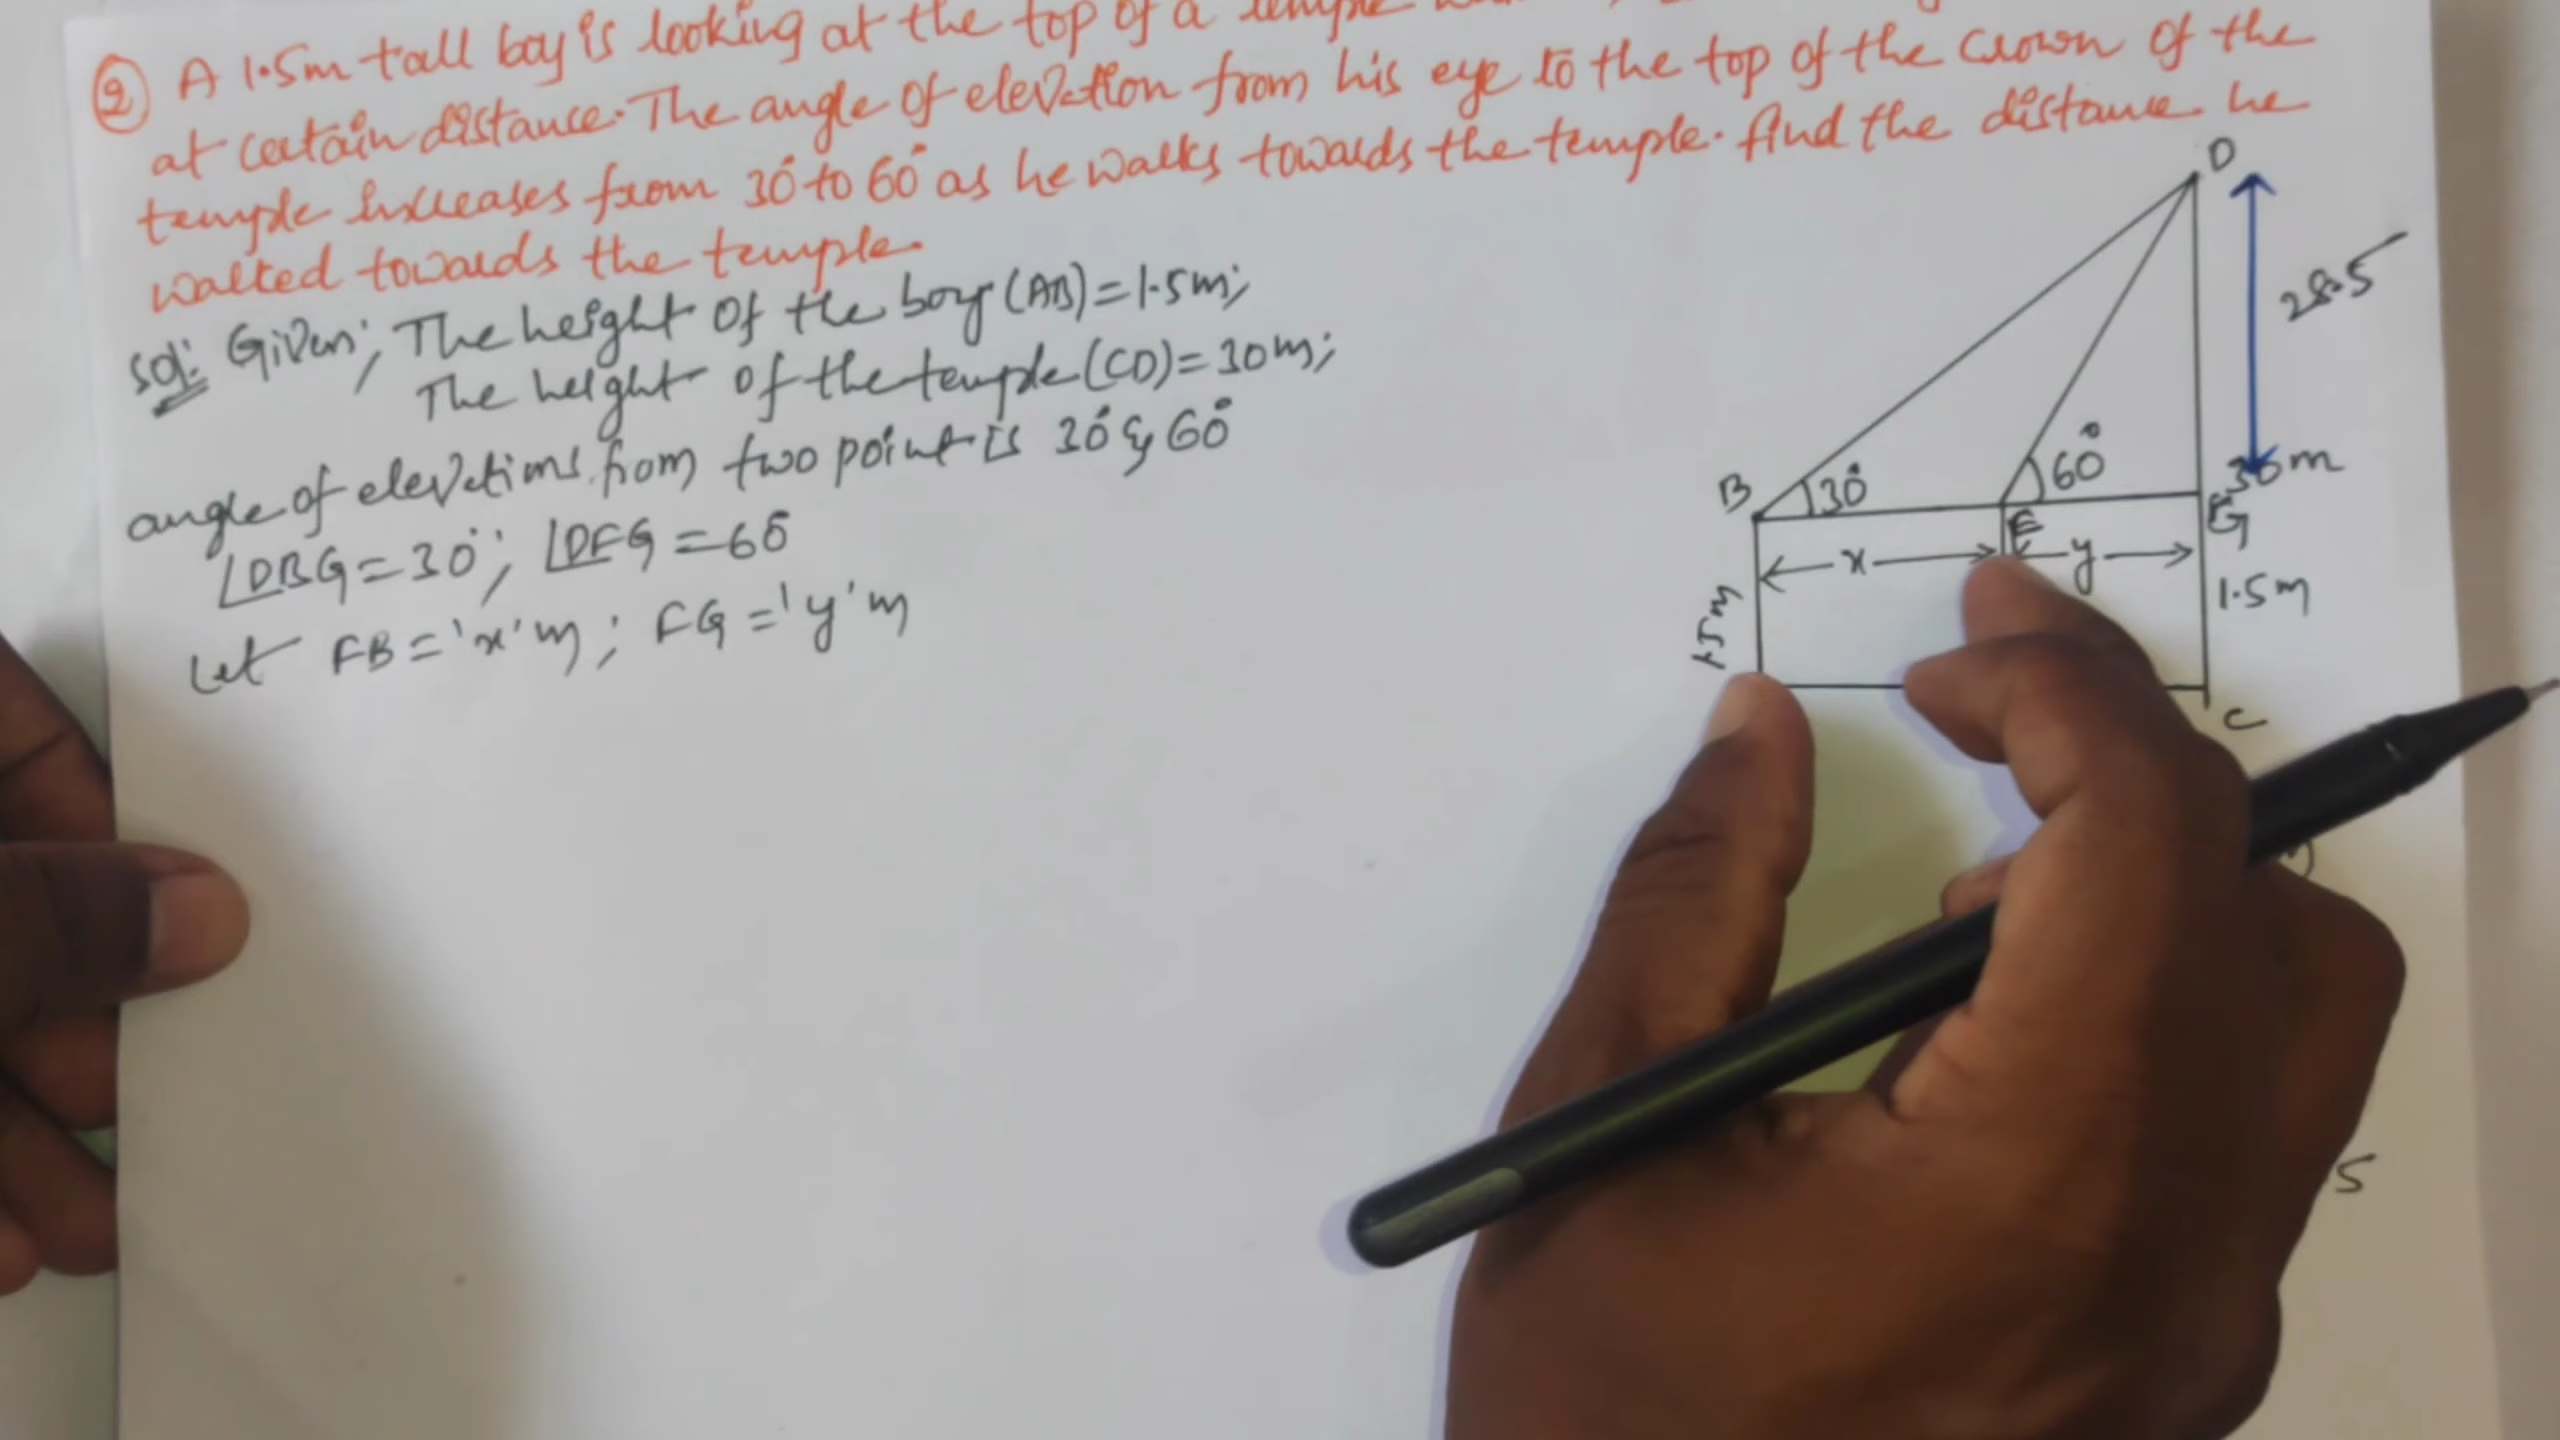 ② A 1.5m tall boy is looking at the top of a temple
at certain distance. The angle of elevation from his eye to the top of the crown of the
temple increases from 30° to 60° as he walks towards the temple. find the distance he
walked towards the temple.
Sol: Given; The height of the boy (AB) = 1.5m;
The height of the temple (CD) = 30m;
angle of elevations from two point is 30° & 60°
∠DBG = 30°; ∠DFG = 60°
Let FB = 'x' m; FG = 'y' m
D
28.5
B
30°
60°
30m
F
G
x
y
1.5m
1.5m
C
5